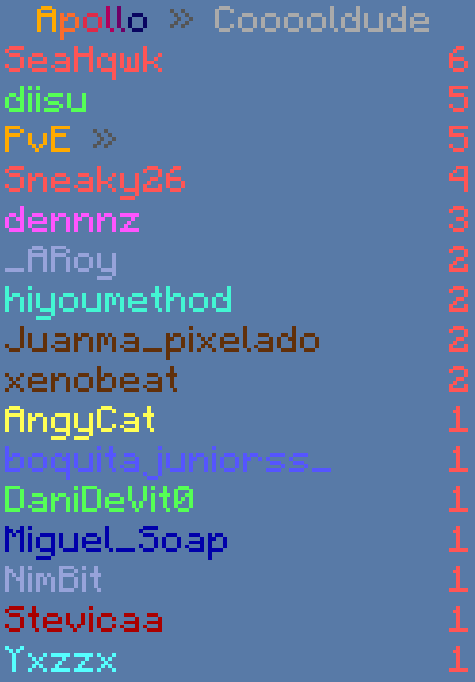 Apollo » Cooooldude
SeaHqwk 6
diisu 5
PvE » 5
Sneaky26 4
dennnz 3
_ARoy 2
hiyoumethod 2
Juanma_pixelado 2
xenobeat 2
AngyCat 1
boquita_juniorss_ 1
DaniDeVit0 1
Miguel_Soap 1
NimBit 1
Stevicaa 1
Yxzzx 1